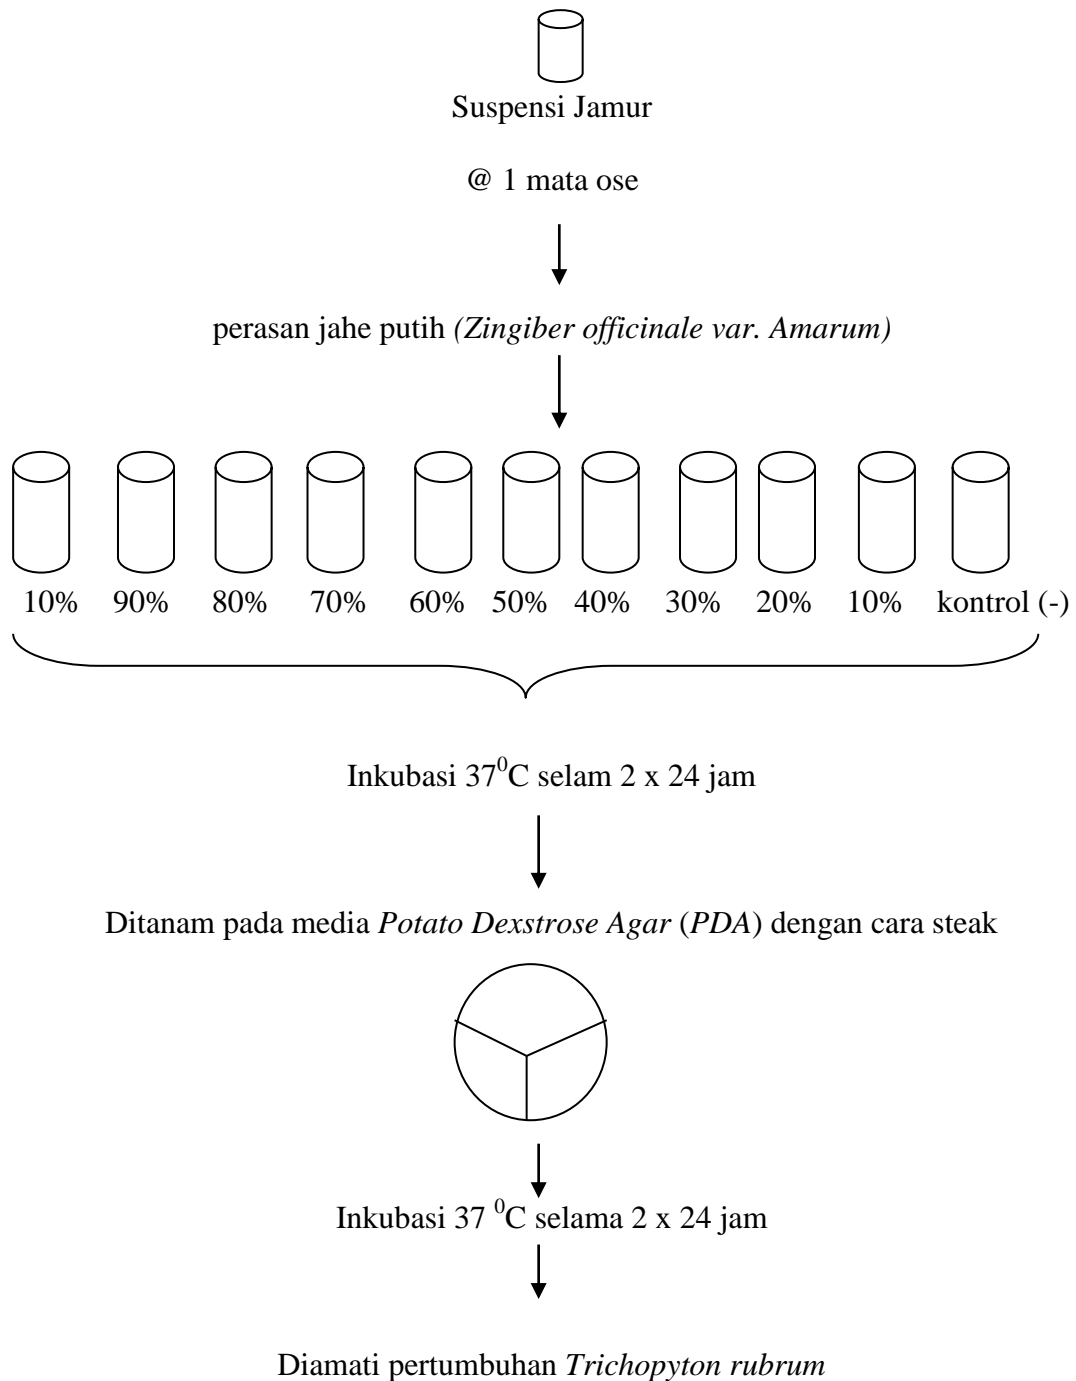 Suspensi Jamur
@ 1 mata ose
perasan jahe putih (Zingiber officinale var. Amarum)
10% 90% 80% 70% 60% 50% 40% 30% 20% 10% kontrol (-)
Inkubasi 37⁰C selam 2 x 24 jam
Ditanam pada media Potato Dexstrose Agar (PDA) dengan cara steak
Inkubasi 37 ⁰C selama 2 x 24 jam
Diamati pertumbuhan Trichopyton rubrum